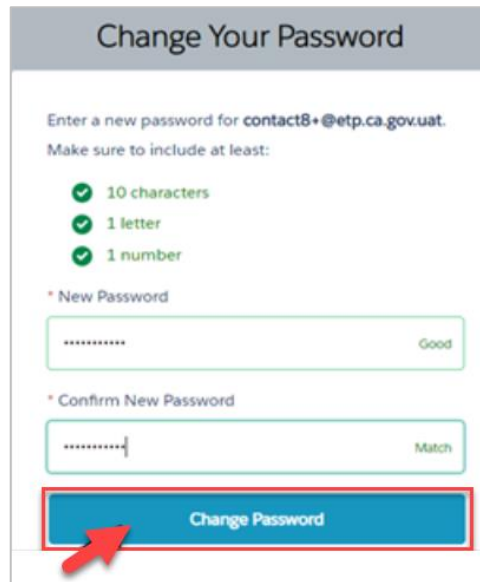 Change Your Password
Enter a new password for contact8+@etp.ca.gov.uat.
Make sure to include at least:
10 characters
1 letter
1 number
* New Password
••••••••••• Good
* Confirm New Password
••••••••••• Match
Change Password